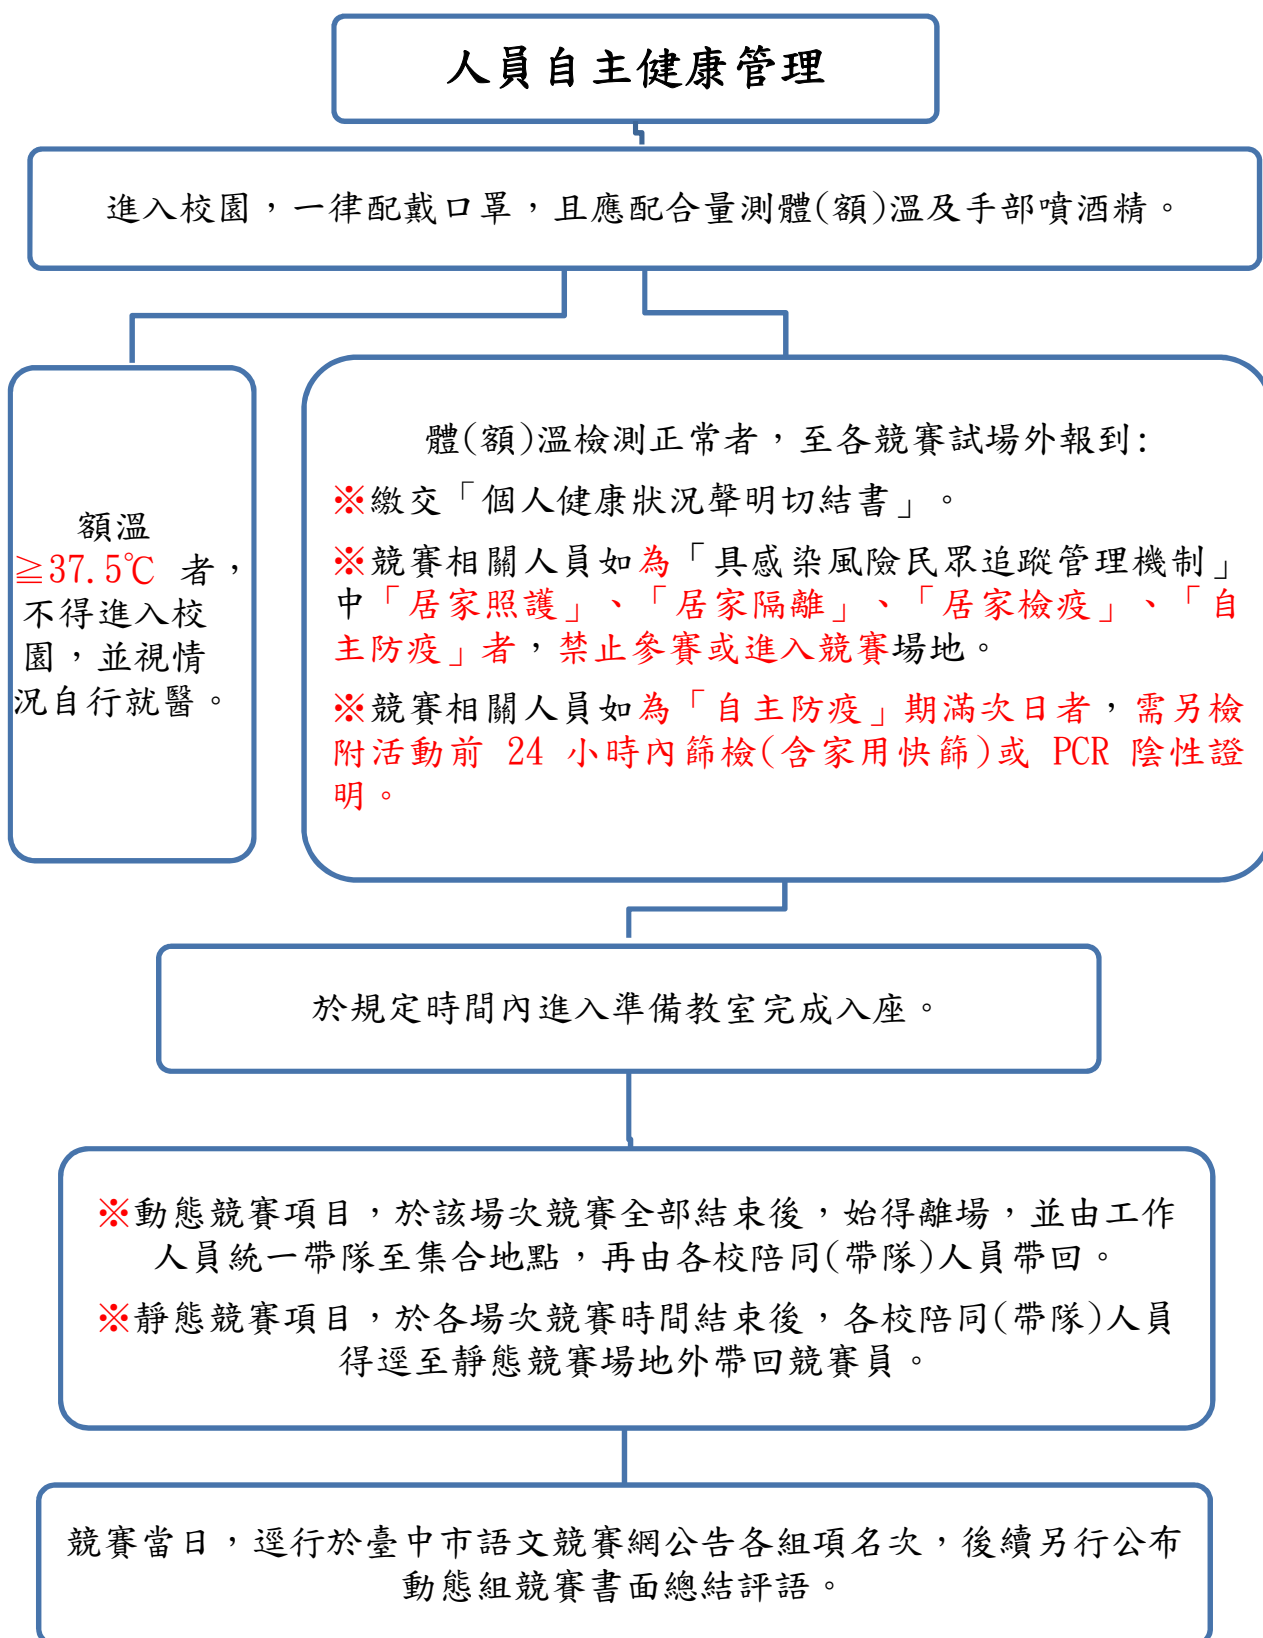 人員自主健康管理
進入校園，一律配戴口罩，且應配合量測體(額)溫及手部噴酒精。
額溫
≧37.5℃ 者，
不得進入校
園，並視情
況自行就醫。
體(額)溫檢測正常者，至各競賽試場外報到:
※繳交「個人健康狀況聲明切結書」。
※競賽相關人員如為「具感染風險民眾追蹤管理機制」
中「居家照護」、「居家隔離」、「居家檢疫」、「自
主防疫」者，禁止參賽或進入競賽場地。
※競賽相關人員如為「自主防疫」期滿次日者，需另檢
附活動前 24 小時內篩檢(含家用快篩)或 PCR 陰性證
明。
於規定時間內進入準備教室完成入座。
※動態競賽項目，於該場次競賽全部結束後，始得離場，並由工作
人員統一帶隊至集合地點，再由各校陪同(帶隊)人員帶回。
※靜態競賽項目，於各場次競賽時間結束後，各校陪同(帶隊)人員
得逕至靜態競賽場地外帶回競賽員。
競賽當日，逕行於臺中市語文競賽網公告各組項名次，後續另行公布
動態組競賽書面總結評語。